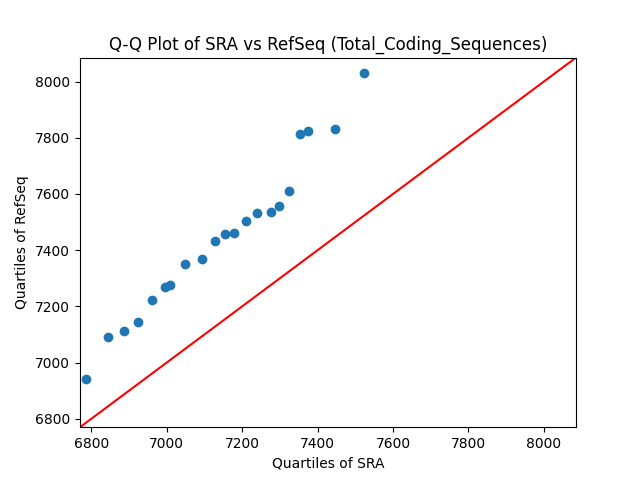 Q-Q Plot of SRA vs RefSeq (Total_Coding_Sequences)
Quartiles of RefSeq
8000
7800
7600
7400
7200
7000
6800
6800 7000 7200 7400 7600 7800 8000
Quartiles of SRA